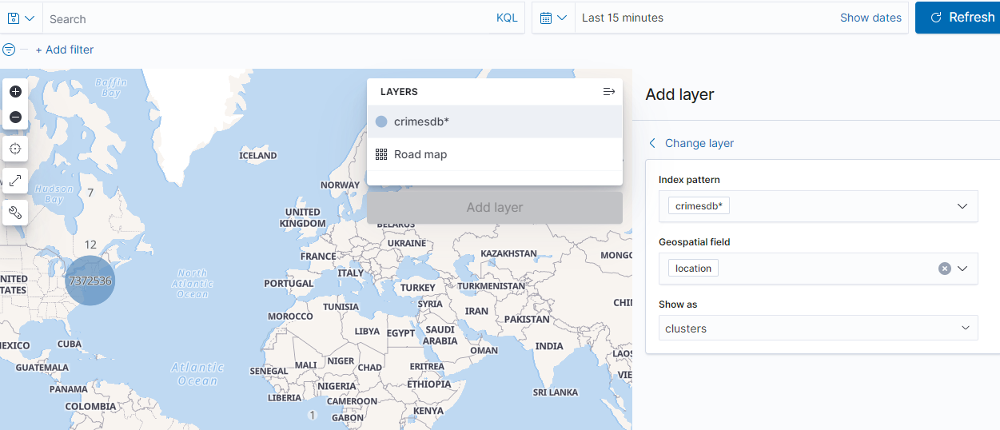 Search KQL Last 15 minutes Show dates Refresh
+ Add filter
LAYERS
crimesdb*
Road map
Add layer
Add layer
Change layer
Index pattern
crimesdb*
Geospatial field
location
Show as
clusters
Baffin
Bay
ICELAND
Hudson
Bay
7
NORWAY
UNITED
KINGDOM
BELARUS
UKRAINE
12
FRANCE
KAZAKHSTAN
MONGO
7372536
NITED
TATES
North
Atlantic
Ocean
ITALY
PORTUGAL
TURKEY
TURKMENISTAN
SYRIA
TUNISIA
IRAN
CHI
MOROCCO
PAKISTAN
LIBYA
EGYPT
SAUDI
ARABIA
EXICO
CUBA
INDIA
OMAN
LAOS
GUATEMALA
Atlantic
Ocean
SENEGAL
MALI
NIGER
CHAD
ERITREA
VIE
PANAMA
NIGERIA
ETHIOPIA
SRI LANKA
LIBERIA
CAMEROON
COLOMBIA
1
GABON
KENYA